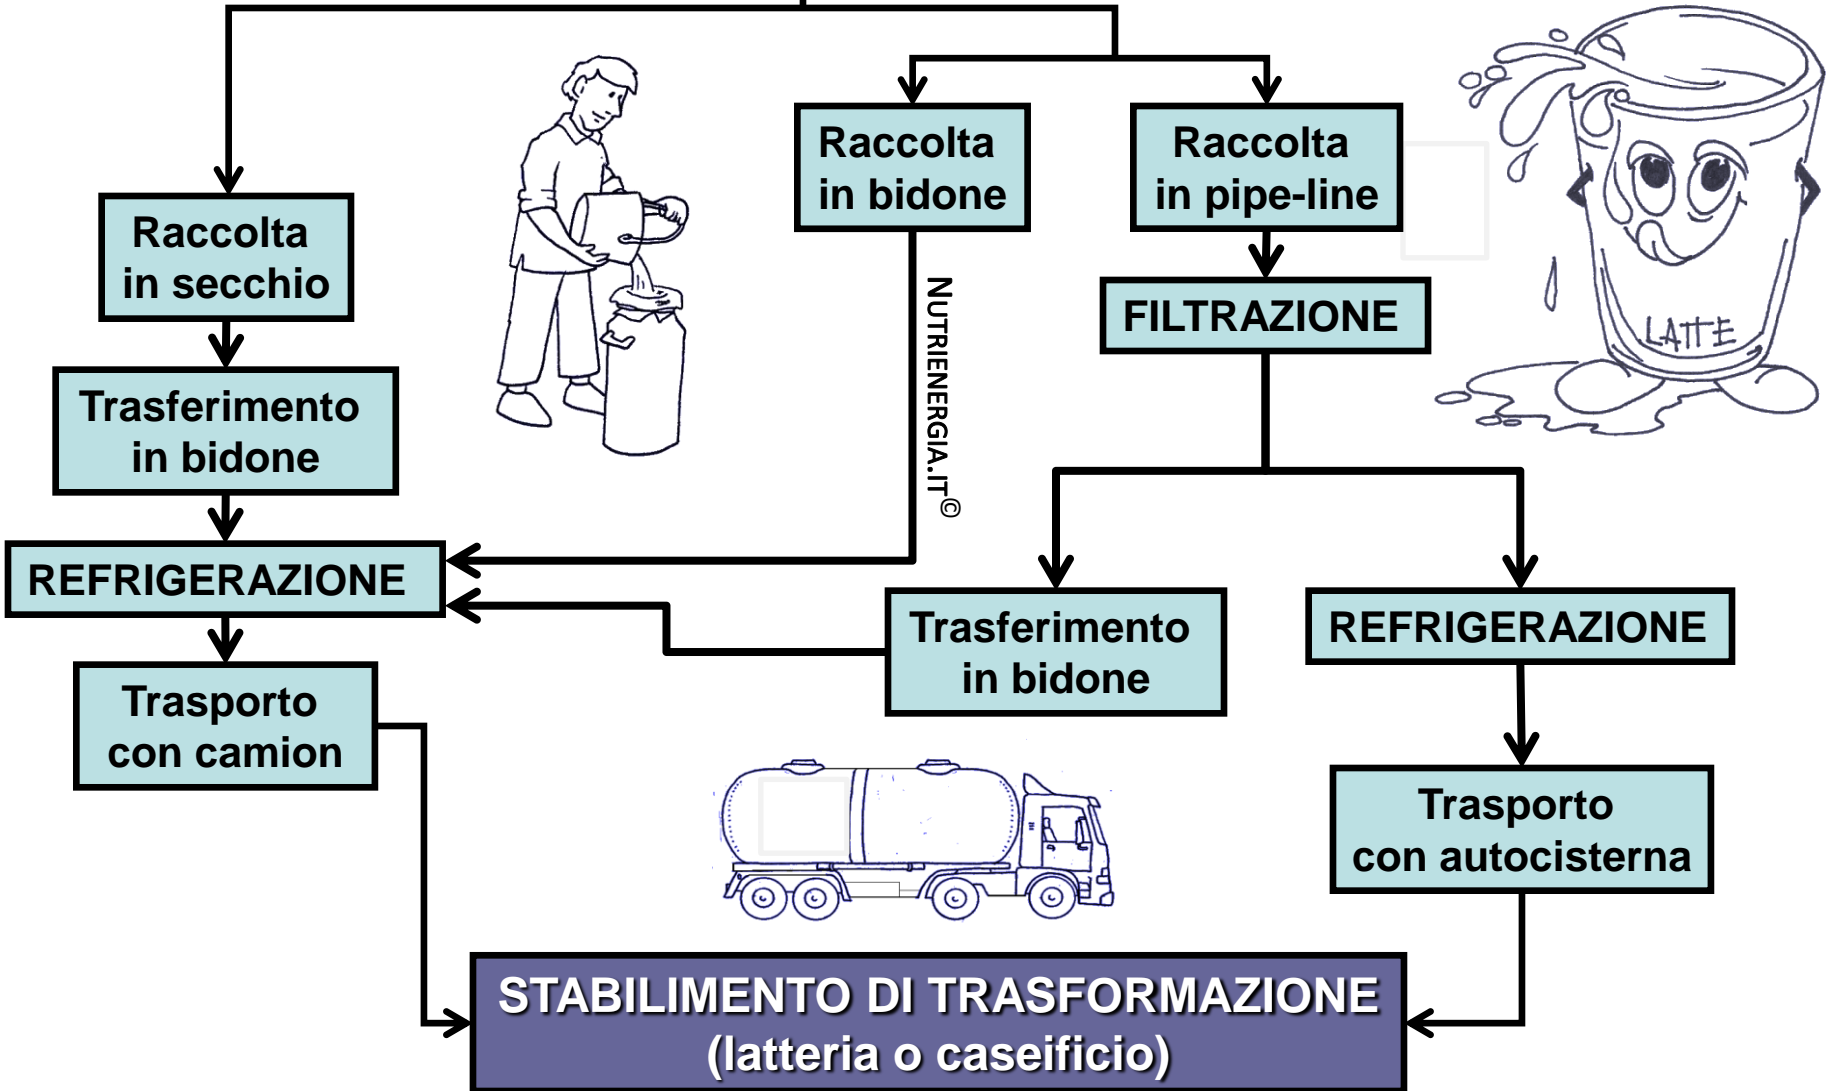 Raccolta
in secchio
Trasferimento
in bidone
REFRIGERAZIONE
Trasporto
con camion
Raccolta
in bidone
NUTRIENERGIA.IT©
Raccolta
in pipe-line
FILTRAZIONE
Trasferimento
in bidone
REFRIGERAZIONE
Trasporto
con autocisterna
LATTE
STABILIMENTO DI TRASFORMAZIONE
(latteria o caseificio)